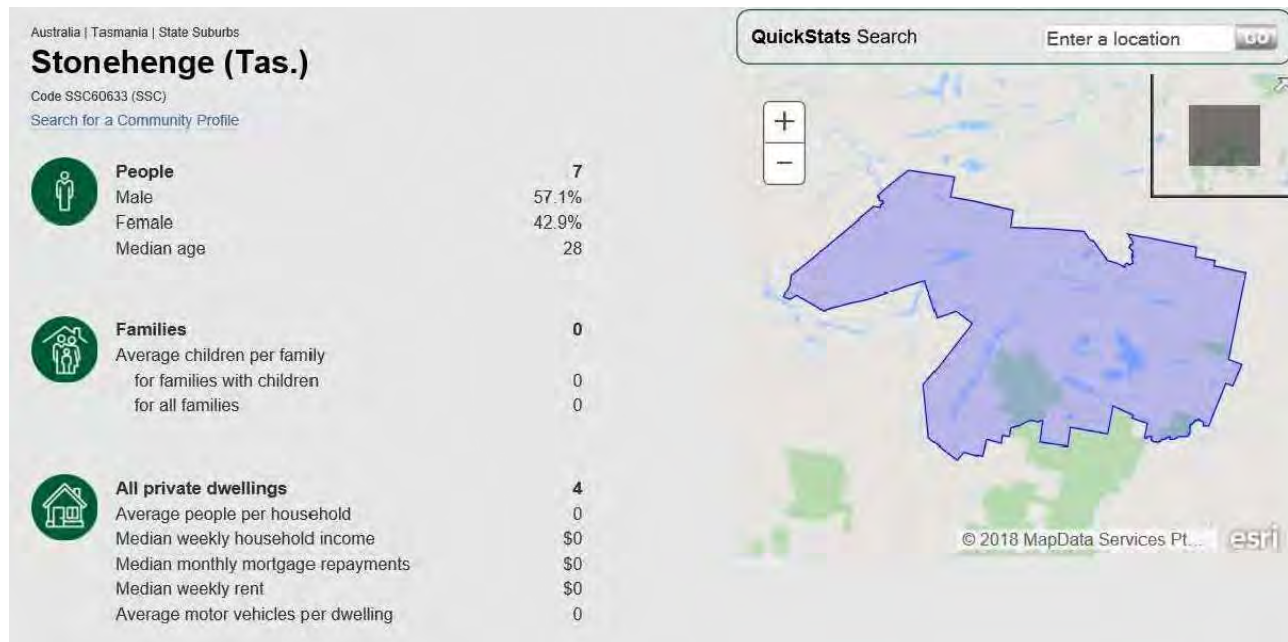 Australia | Tasmania | State Suburbs
Stonehenge (Tas.)
Code SSC60633 (SSC)
Search for a Community Profile
People 7
Male 57.1%
Female 42.9%
Median age 28
Families 0
Average children per family
for families with children 0
for all families 0
All private dwellings 4
Average people per household 0
Median weekly household income $0
Median monthly mortgage repayments $0
Median weekly rent $0
Average motor vehicles per dwelling 0
QuickStats Search Enter a location GO
+
−
© 2018 MapData Services Pt... esri